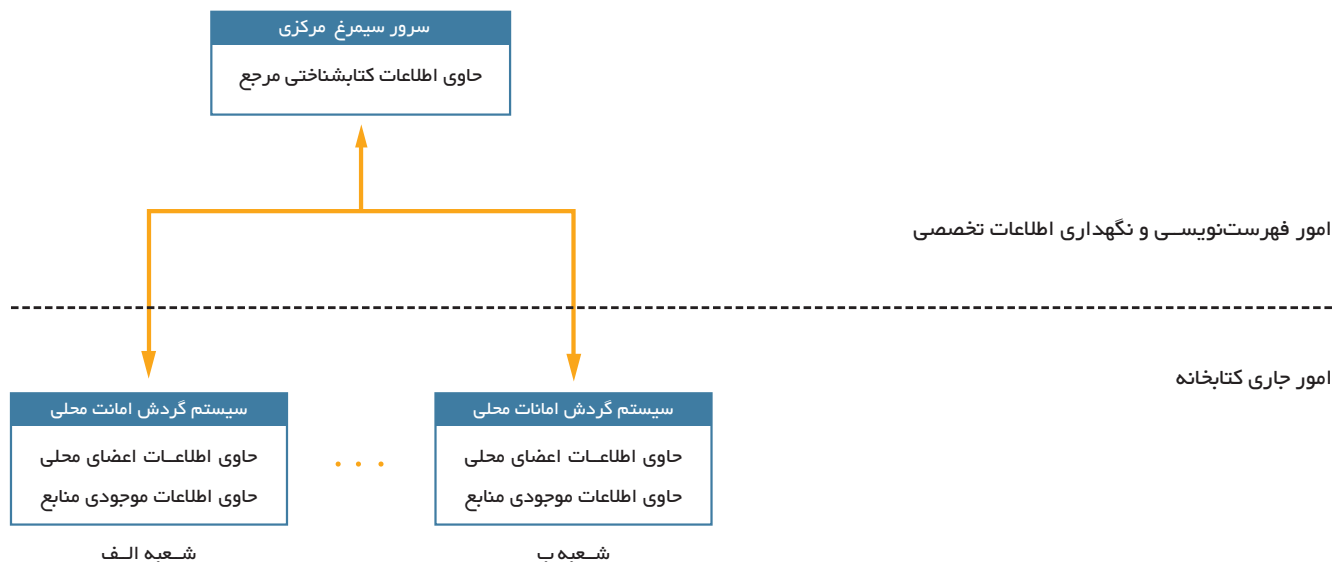 سرور سیمرغ مرکزی
حاوی اطلاعات کتابشناختی مرجع
امور فهرست‌نویسی و نگهداری اطلاعات تخصصی
امور جاری کتابخانه
سیستم گردش امانات محلی
حاوی اطلاعات اعضای محلی
حاوی اطلاعات موجودی منابع
شعبه ب
...
سیستم گردش امانت محلی
حاوی اطلاعات اعضای محلی
حاوی اطلاعات موجودی منابع
شعبه الف